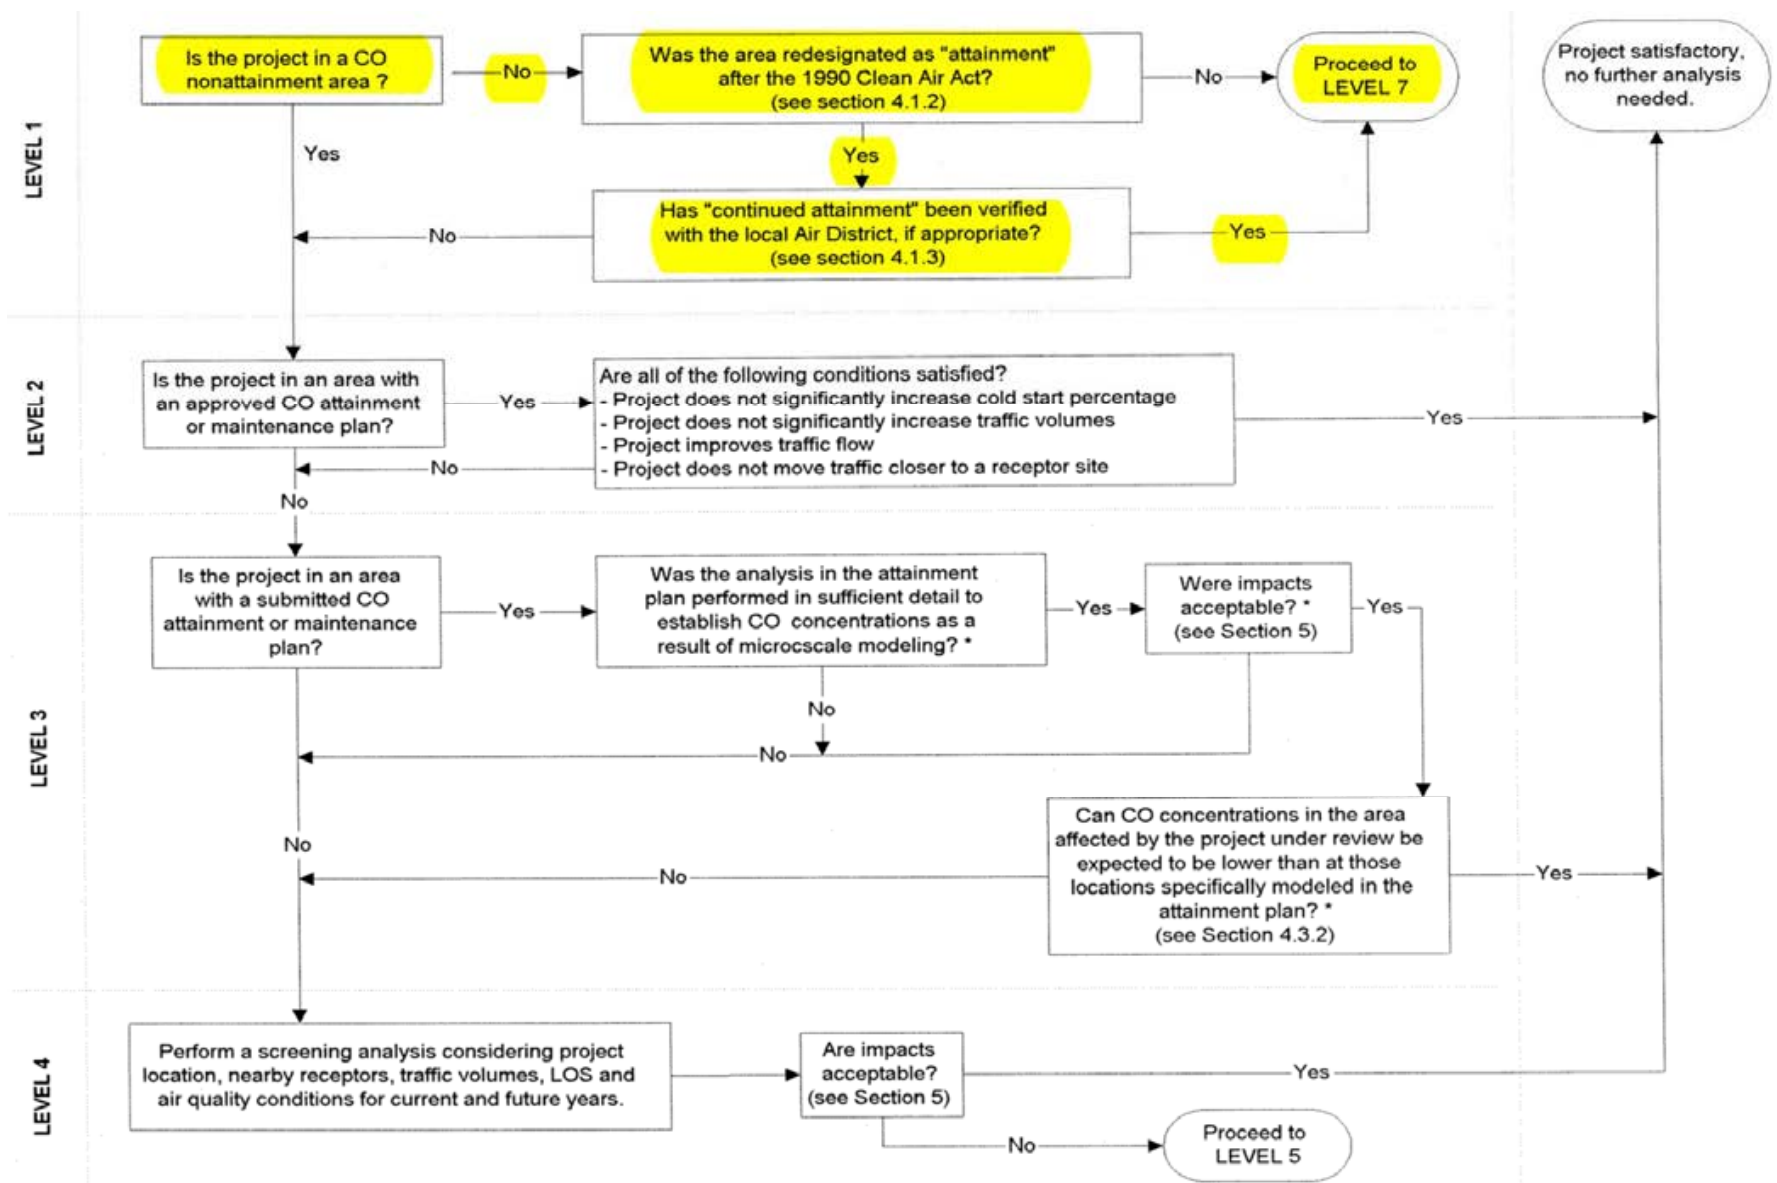 LEVEL 1
Is the project in a CO
nonattainment area ?
No
Was the area redesignated as "attainment"
after the 1990 Clean Air Act?
(see section 4.1.2)
No
Proceed to
LEVEL 7
Project satisfactory,
no further analysis
needed.
Yes
Yes
Has "continued attainment" been verified
with the local Air District, if appropriate?
(see section 4.1.3)
No
Yes
LEVEL 2
Is the project in an area with
an approved CO attainment
or maintenance plan?
Yes
Are all of the following conditions satisfied?
- Project does not significantly increase cold start percentage
- Project does not significantly increase traffic volumes
- Project improves traffic flow
- Project does not move traffic closer to a receptor site
Yes
No
No
LEVEL 3
Is the project in an area
with a submitted CO
attainment or maintenance
plan?
Yes
Was the analysis in the attainment
plan performed in sufficient detail to
establish CO concentrations as a
result of microcscale modeling? *
Yes
Were impacts
acceptable? *
(see Section 5)
Yes
No
No
No
Can CO concentrations in the area
affected by the project under review be
expected to be lower than at those
locations specifically modeled in the
attainment plan? *
(see Section 4.3.2)
No
Yes
LEVEL 4
Perform a screening analysis considering project
location, nearby receptors, traffic volumes, LOS and
air quality conditions for current and future years.
Are impacts
acceptable?
(see Section 5)
Yes
No
Proceed to
LEVEL 5